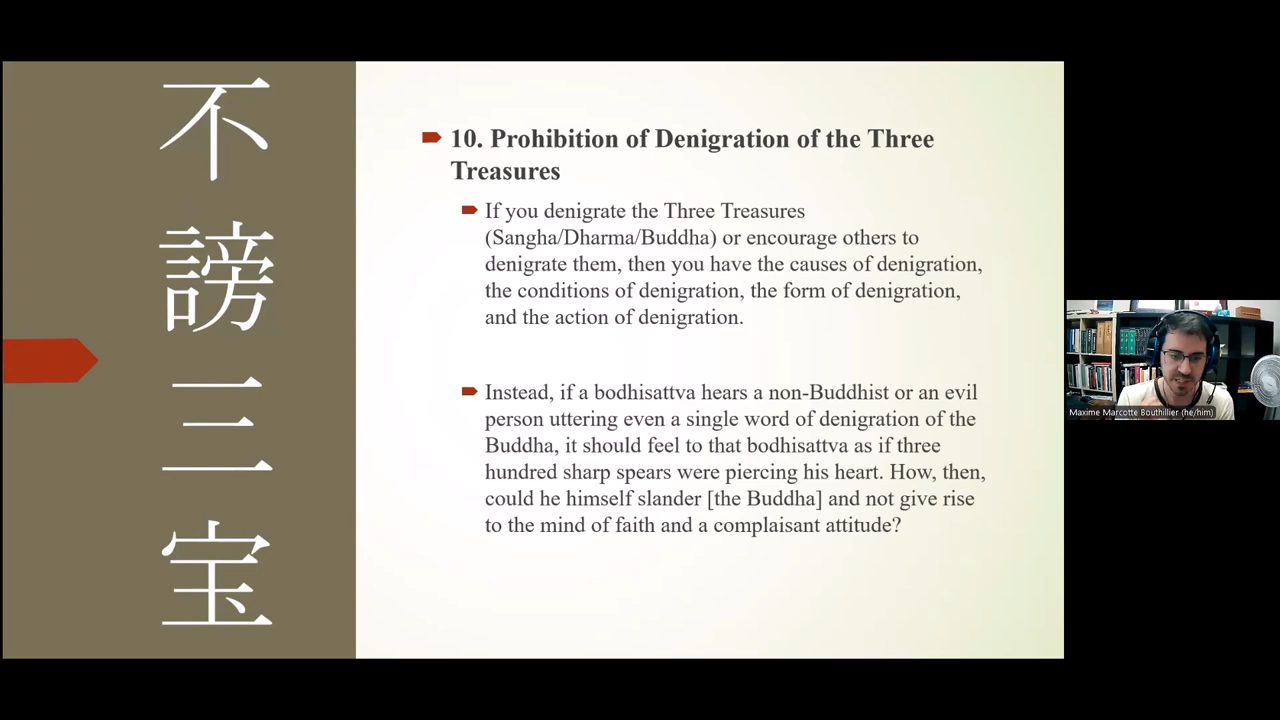 不謗三宝
10. Prohibition of Denigration of the Three
Treasures
If you denigrate the Three Treasures
(Sangha/Dharma/Buddha) or encourage others to
denigrate them, then you have the causes of denigration,
the conditions of denigration, the form of denigration,
and the action of denigration.
Instead, if a bodhisattva hears a non-Buddhist or an evil
person uttering even a single word of denigration of the
Buddha, it should feel to that bodhisattva as if three
hundred sharp spears were piercing his heart. How, then,
could he himself slander [the Buddha] and not give rise
to the mind of faith and a complaisant attitude?
Maxime Marcotte Bouthillier (he/him)